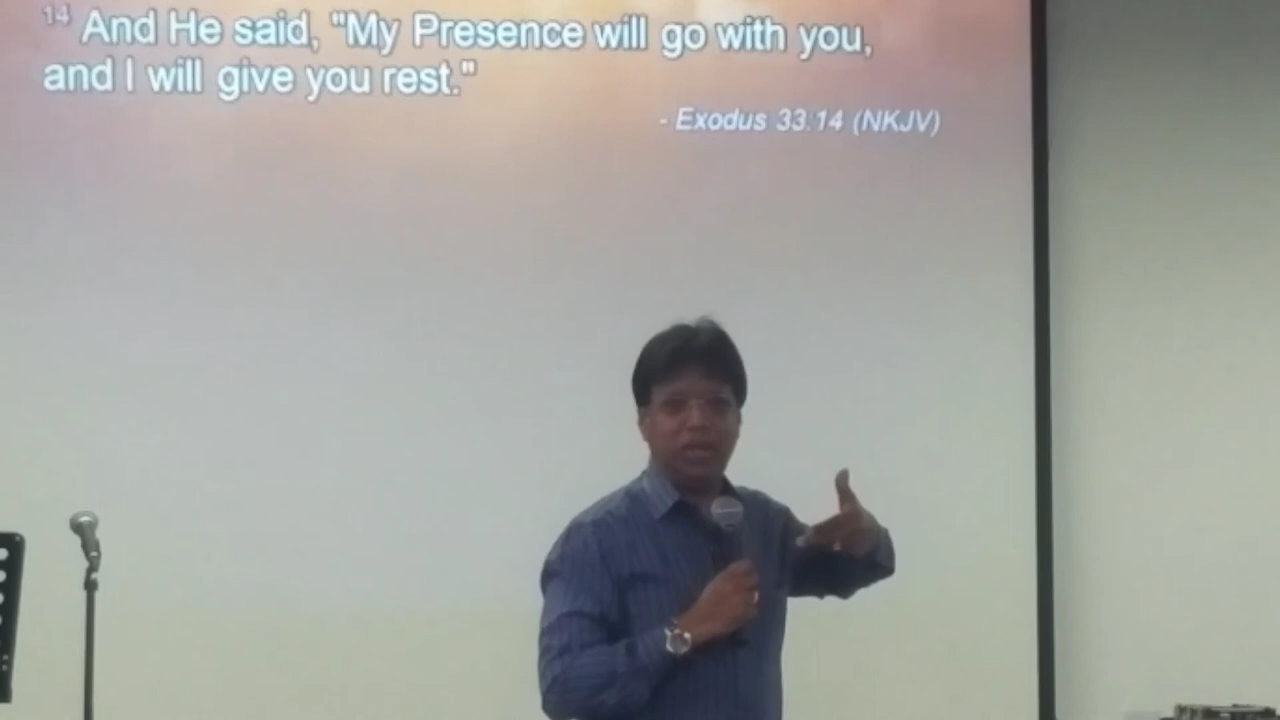 14 And He said, "My Presence will go with you,
and I will give you rest."
- Exodus 33:14 (NKJV)